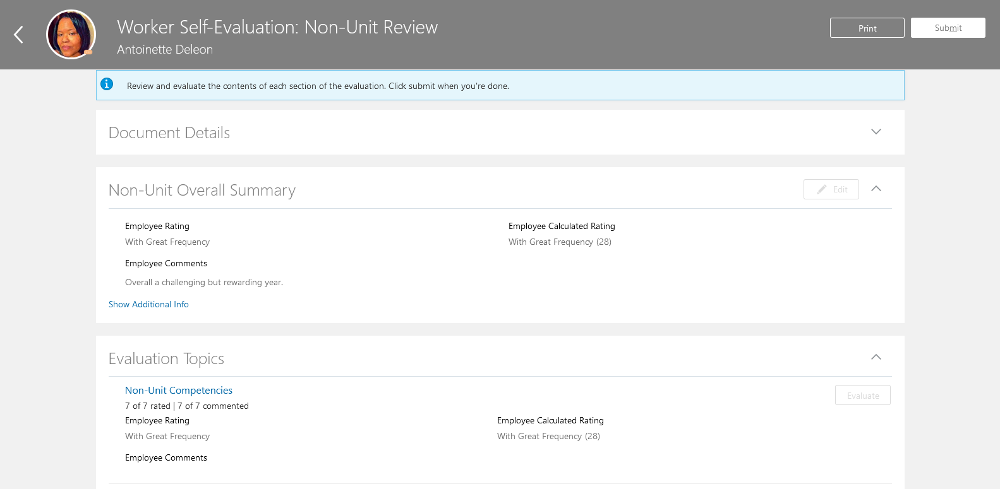 Worker Self-Evaluation: Non-Unit Review
Antoinette Deleon
Print
Submit
Review and evaluate the contents of each section of the evaluation. Click submit when you're done.
Document Details
Non-Unit Overall Summary
Edit
Employee Rating
Employee Calculated Rating
With Great Frequency
With Great Frequency (28)
Employee Comments
Overall a challenging but rewarding year.
Show Additional Info
Evaluation Topics
Non-Unit Competencies
Evaluate
7 of 7 rated | 7 of 7 commented
Employee Rating
Employee Calculated Rating
With Great Frequency
With Great Frequency (28)
Employee Comments